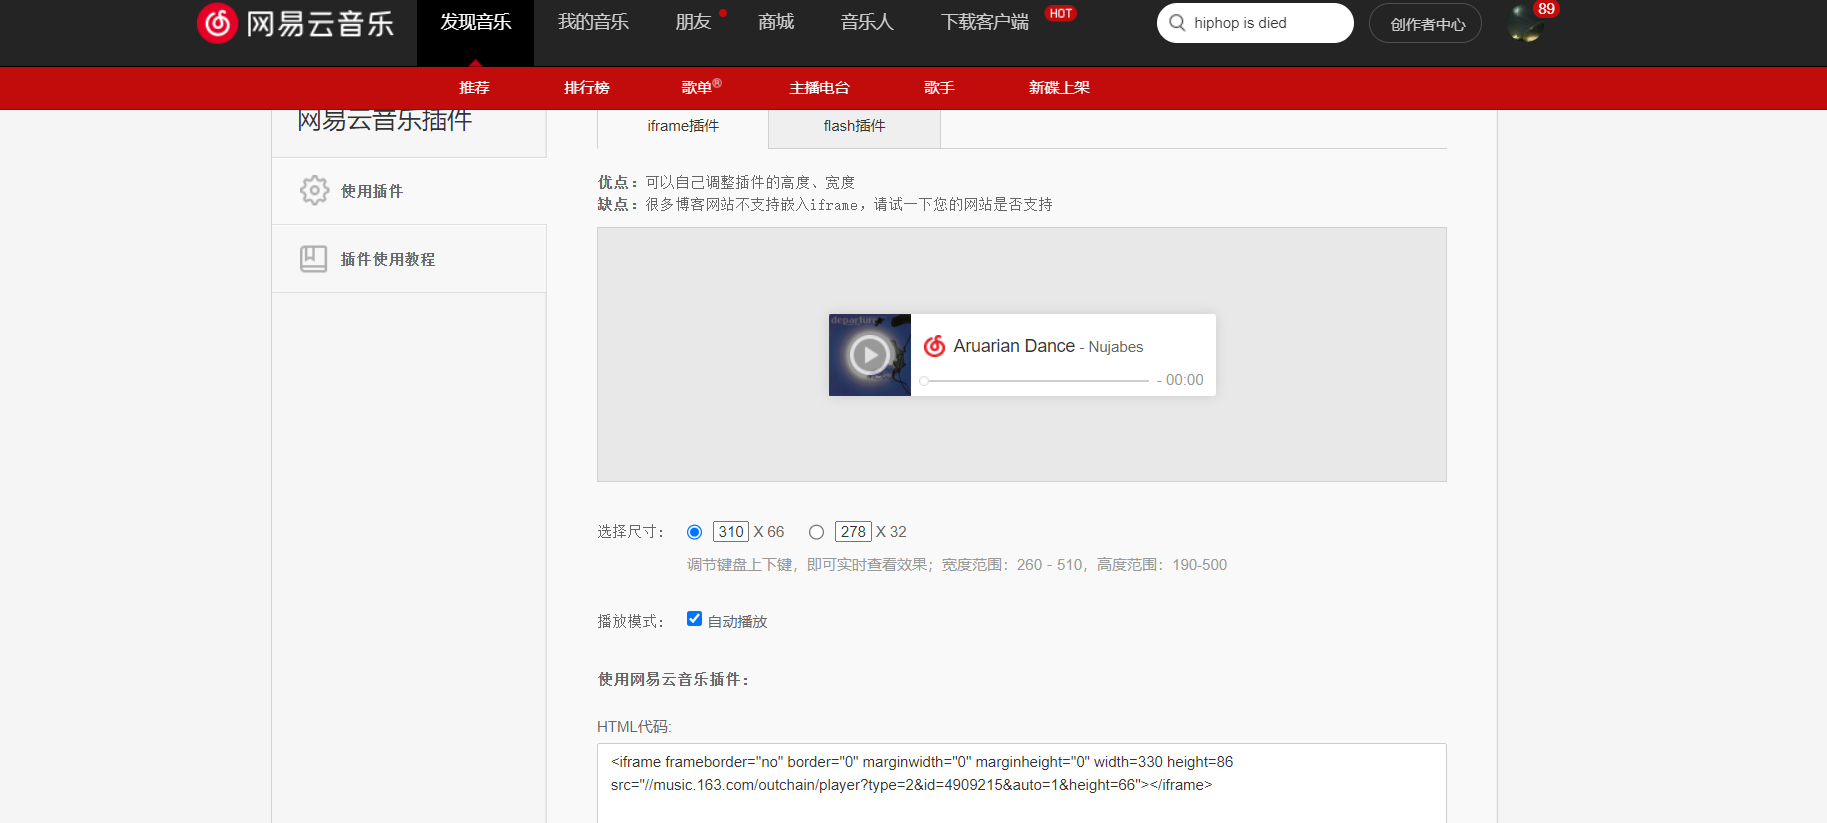 网易云音乐
发现音乐
我的音乐
朋友
商城
音乐人
下载客户端
HOT
hiphop is died
创作者中心
89
推荐
排行榜
歌单®
主播电台
歌手
新碟上架
网易云音乐插件
使用插件
插件使用教程
iframe插件
flash插件
优点：可以自己调整插件的高度、宽度
缺点：很多博客网站不支持嵌入iframe，请试一下您的网站是否支持
departure
Aruarian Dance - Nujabes
- 00:00
选择尺寸： 310 X 66 278 X 32
调节键盘上下键，即可实时查看效果；宽度范围：260 - 510，高度范围：190-500
播放模式： 自动播放
使用网易云音乐插件：
HTML代码:
<iframe frameborder="no" border="0" marginwidth="0" marginheight="0" width=330 height=86
src="//music.163.com/outchain/player?type=2&id=4909215&auto=1&height=66"></iframe>